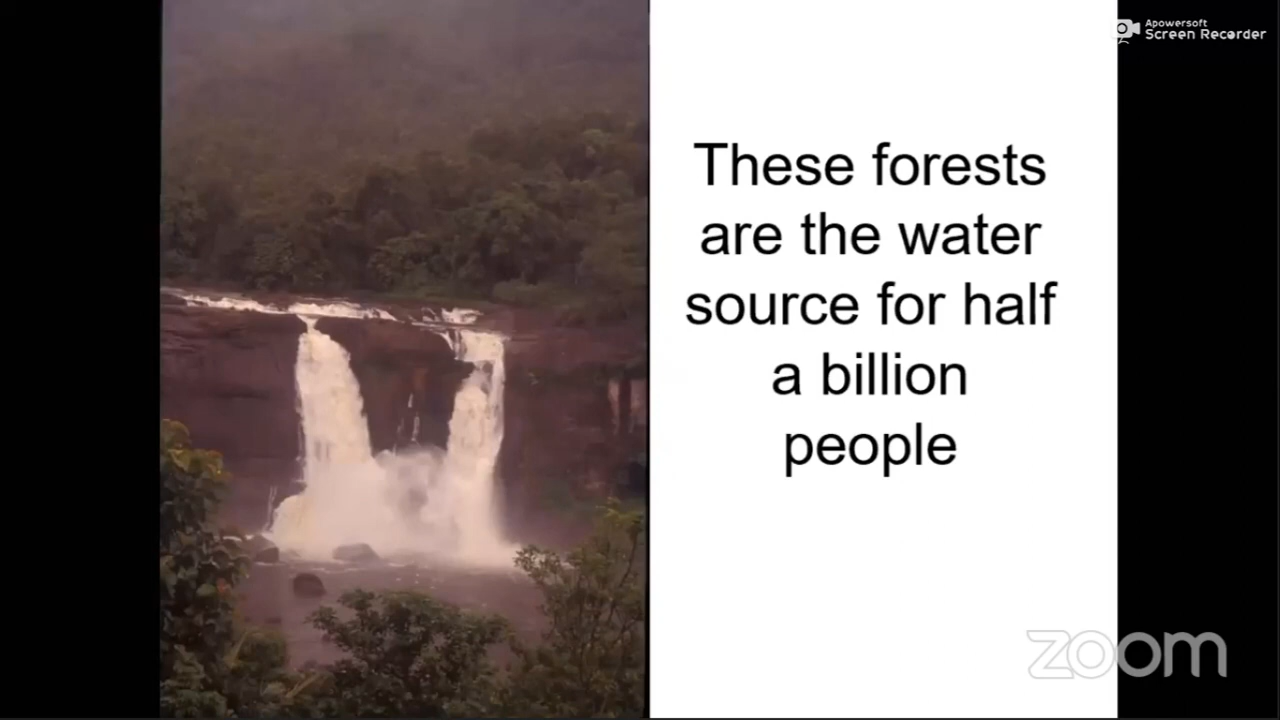 Apowersoft
Screen Recorder
These forests
are the water
source for half
a billion
people
zoom